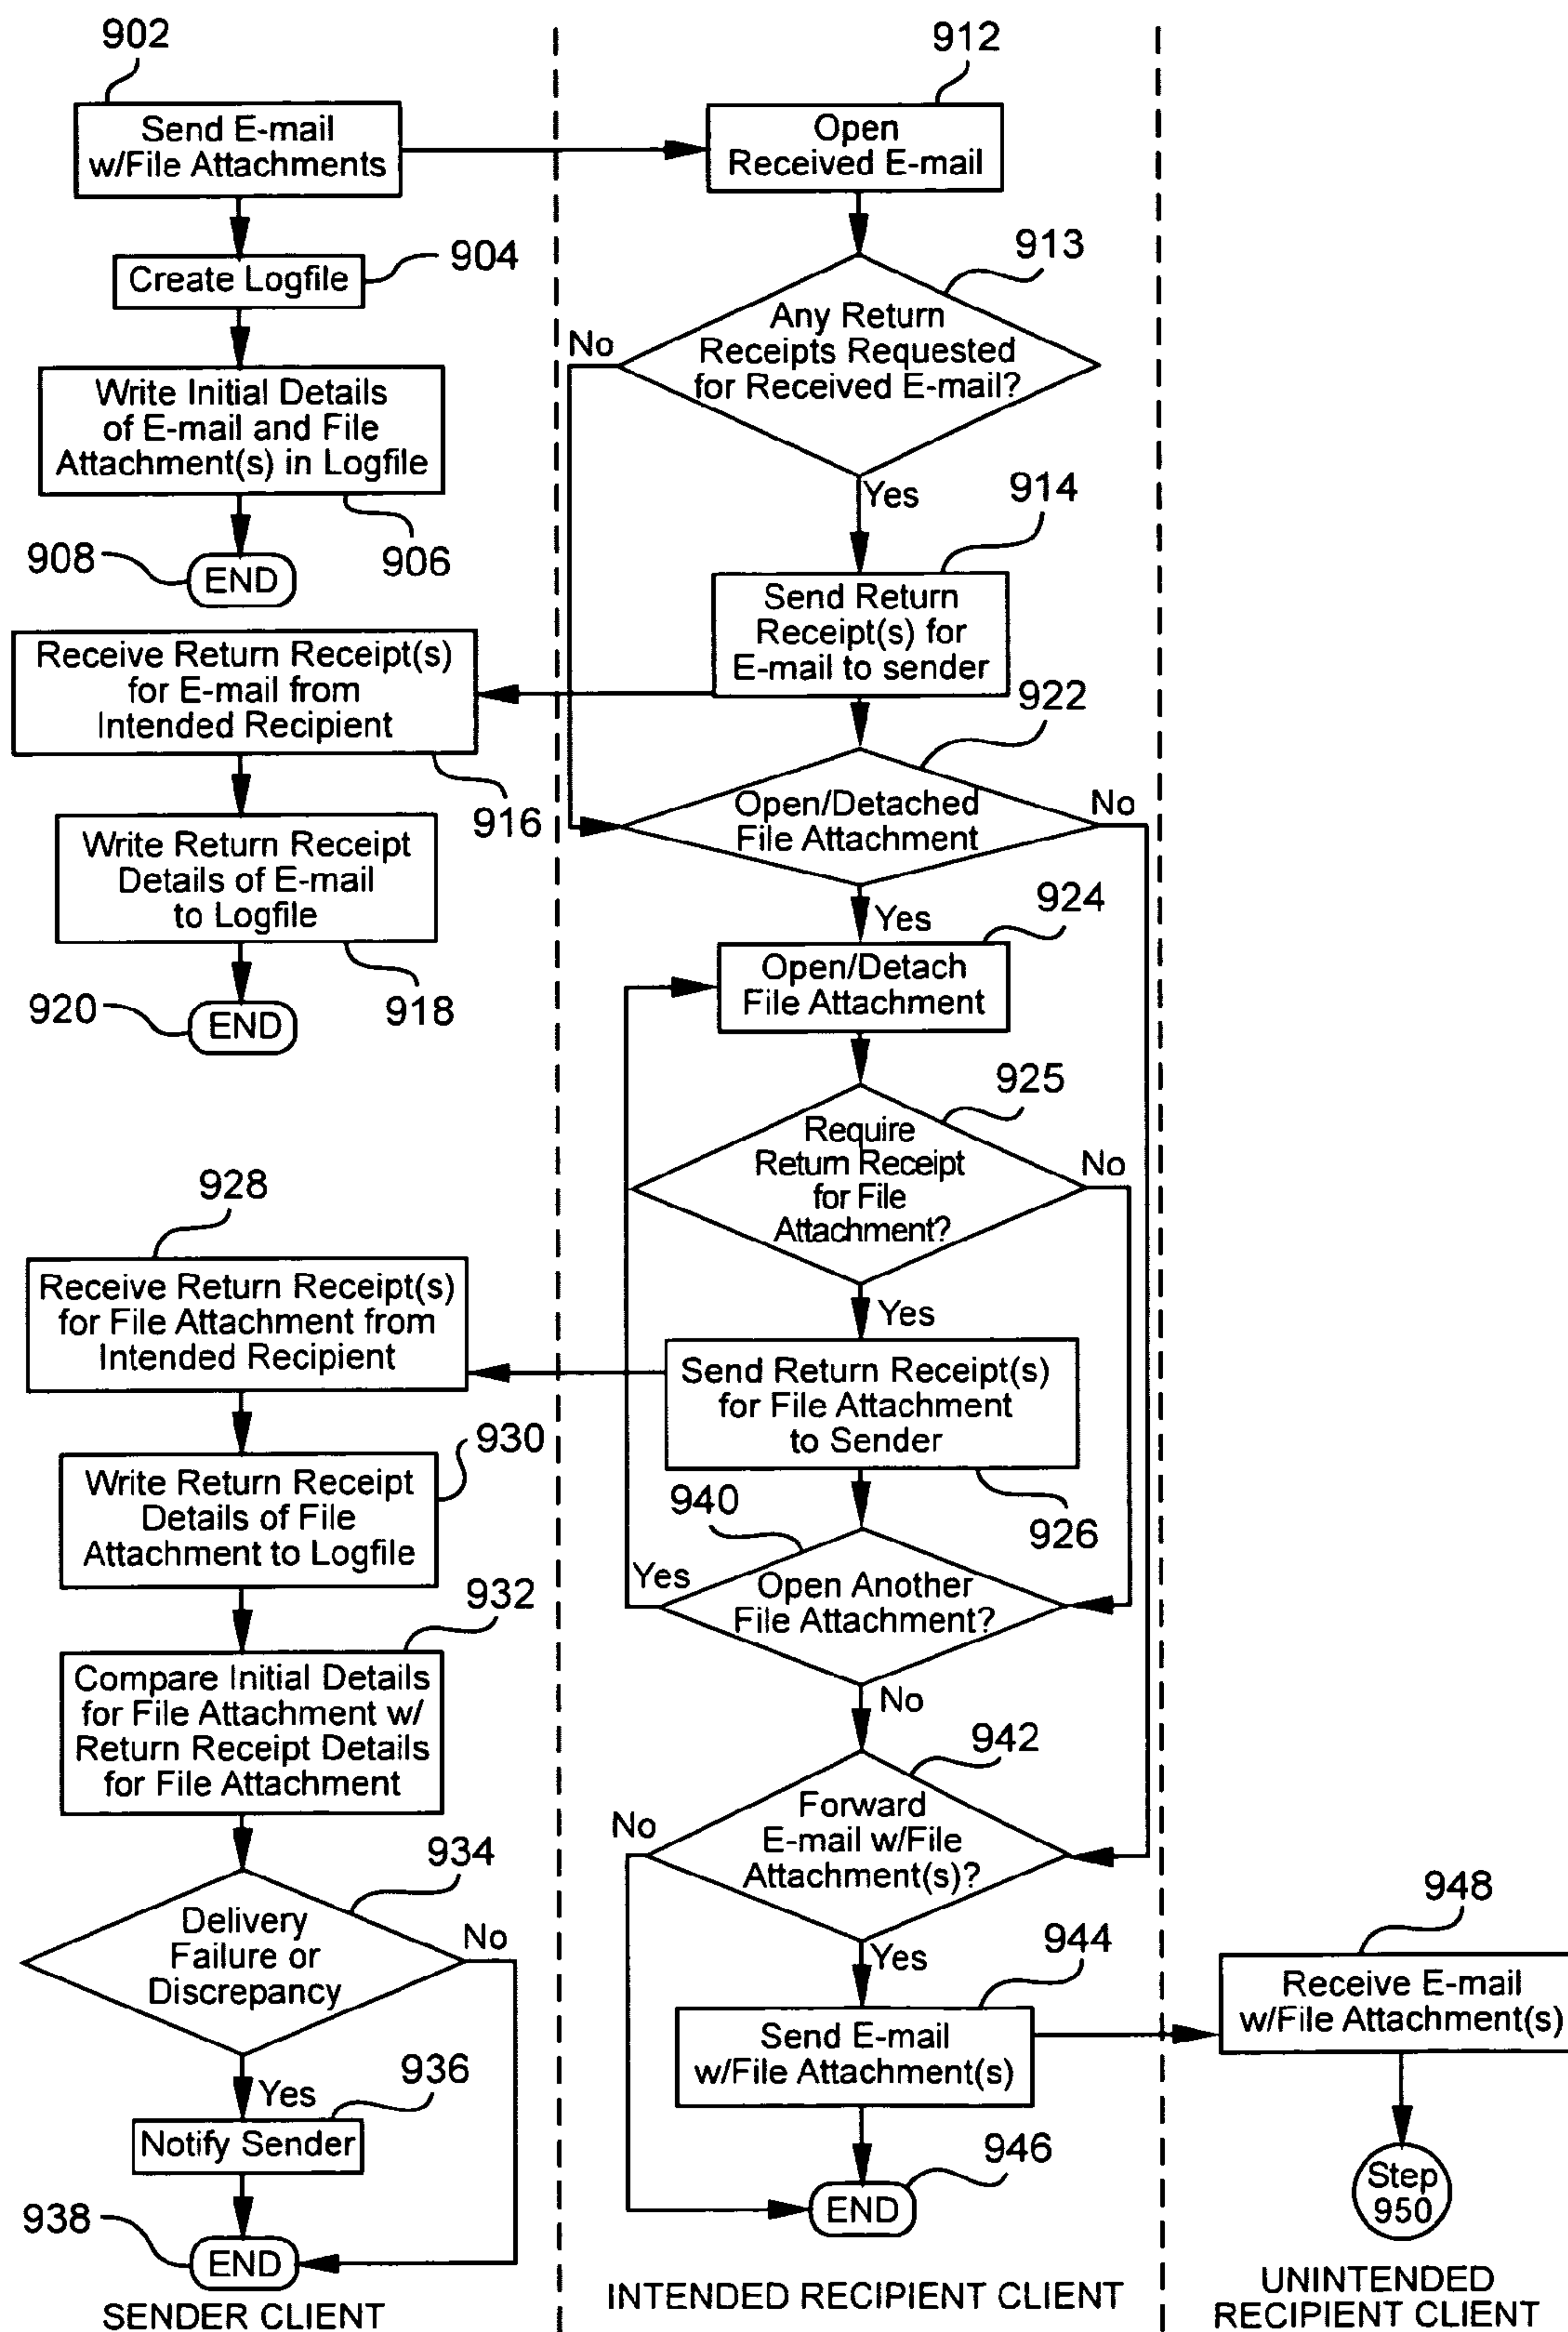 902
Send E-mail
w/File Attachments
Create Logfile
904
Write Initial Details
of E-mail and File
Attachment(s) in Logfile
906
908
END
Receive Return Receipt(s)
for E-mail from
Intended Recipient
916
Write Return Receipt
Details of E-mail
to Logfile
918
920
END
928
Receive Return Receipt(s)
for File Attachment from
Intended Recipient
930
Write Return Receipt
Details of File
Attachment to Logfile
932
Compare Initial Details
for File Attachment w/
Return Receipt Details
for File Attachment
934
Delivery
Failure or
Discrepancy
No
Yes
936
Notify Sender
938
END
SENDER CLIENT
912
Open
Received E-mail
913
Any Return
Receipts Requested
for Received E-mail?
No
Yes
914
Send Return
Receipt(s) for
E-mail to sender
922
Open/Detached
File Attachment
No
Yes
924
Open/Detach
File Attachment
925
Require
Return Receipt
for File
Attachment?
No
Yes
Send Return Receipt(s)
for File Attachment
to Sender
926
940
Open Another
File Attachment?
Yes
No
942
Forward
E-mail w/File
Attachment(s)?
No
Yes
944
Send E-mail
w/File Attachment(s)
946
END
INTENDED RECIPIENT CLIENT
948
Receive E-mail
w/File Attachment(s)
Step
950
UNINTENDED
RECIPIENT CLIENT